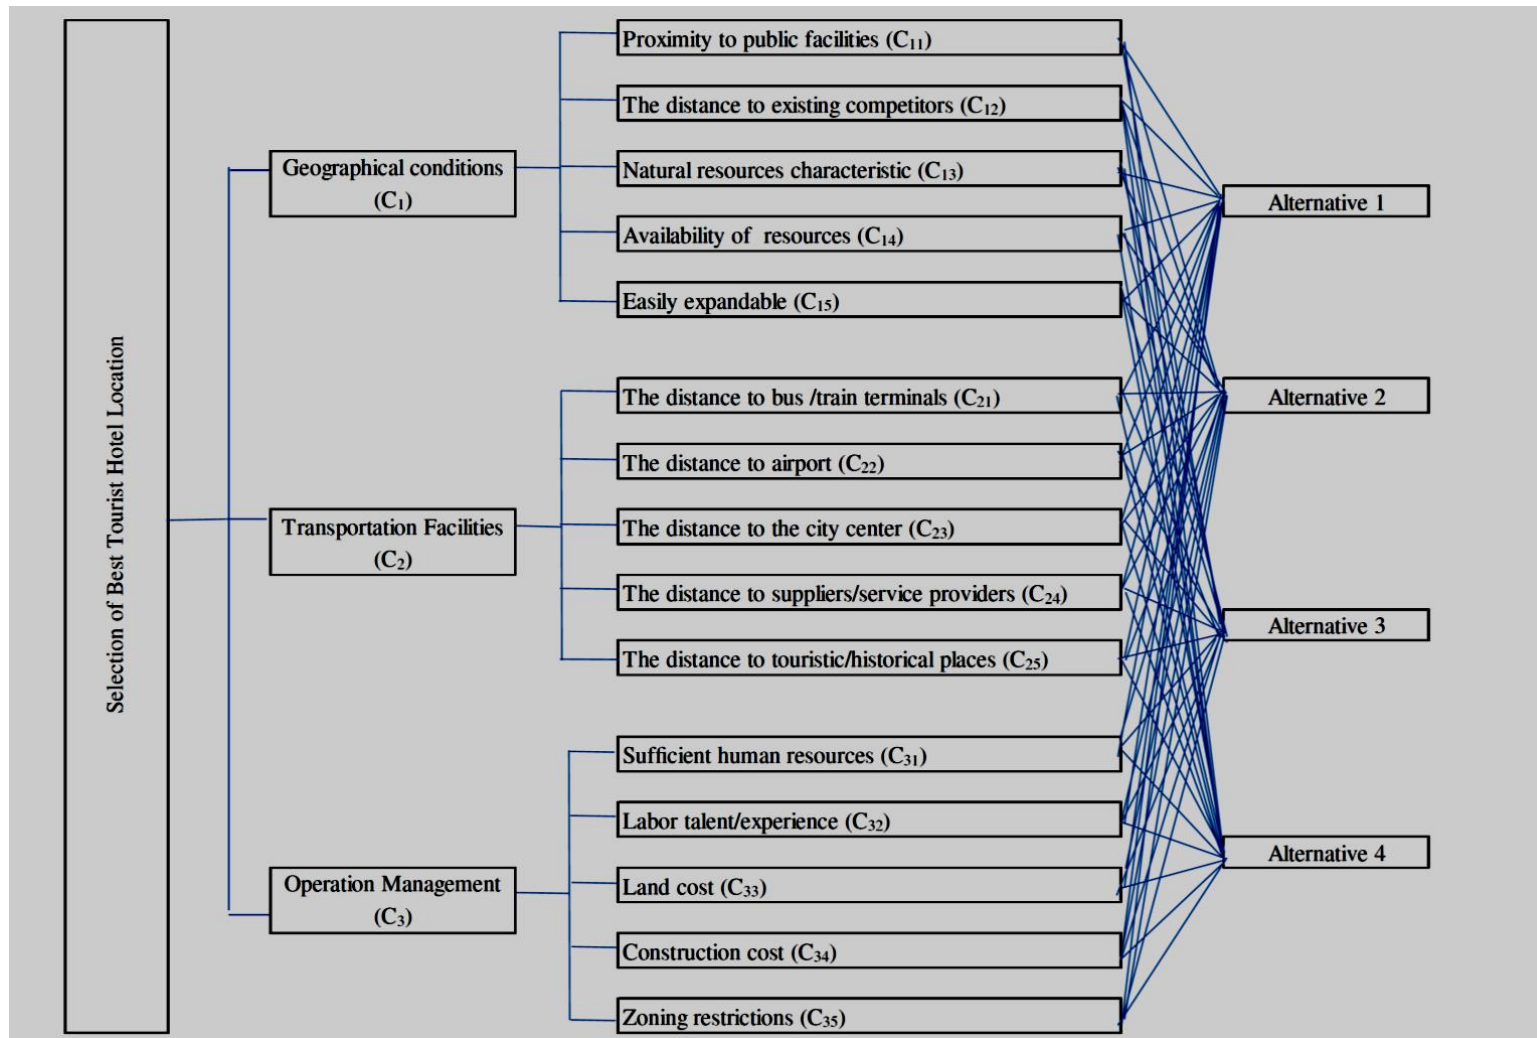 Selection of Best Tourist Hotel Location
Geographical conditions
(C₁)
Transportation Facilities
(C₂)
Operation Management
(C₃)
Proximity to public facilities (C₁₁)
The distance to existing competitors (C₁₂)
Natural resources characteristic (C₁₃)
Availability of resources (C₁₄)
Easily expandable (C₁₅)
The distance to bus /train terminals (C₂₁)
The distance to airport (C₂₂)
The distance to the city center (C₂₃)
The distance to suppliers/service providers (C₂₄)
The distance to touristic/historical places (C₂₅)
Sufficient human resources (C₃₁)
Labor talent/experience (C₃₂)
Land cost (C₃₃)
Construction cost (C₃₄)
Zoning restrictions (C₃₅)
Alternative 1
Alternative 2
Alternative 3
Alternative 4